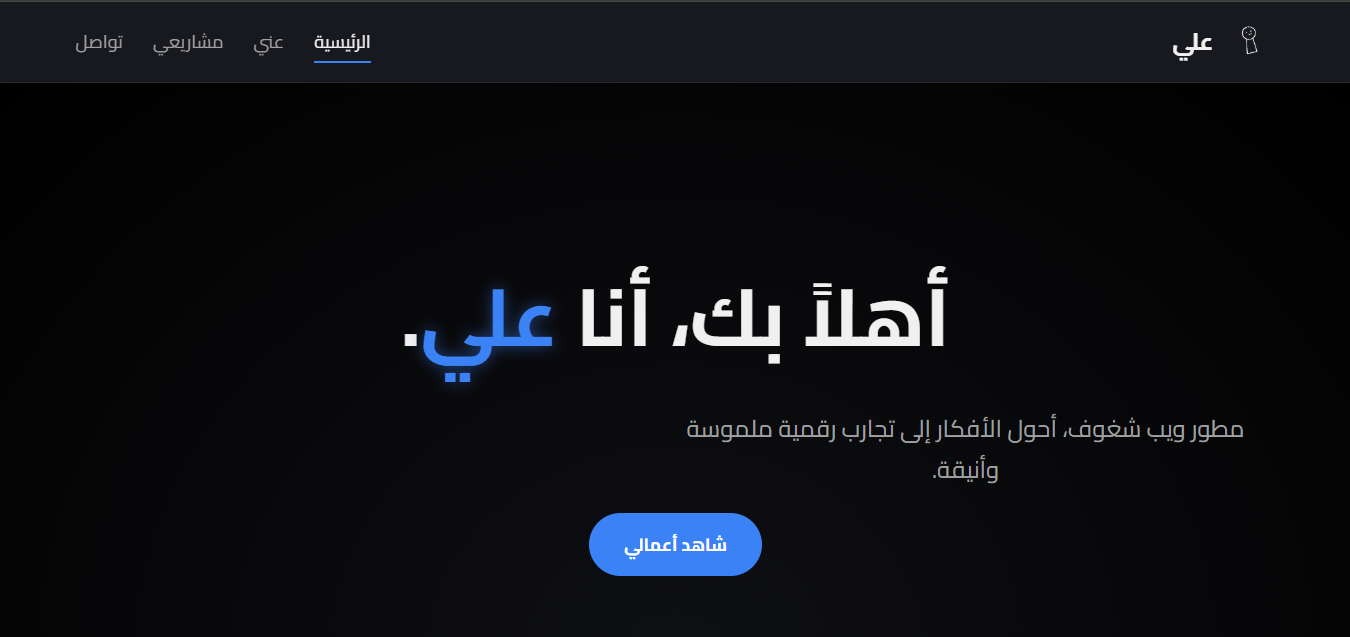 علي
الرئيسية
عني
مشاريعي
تواصل
أهلاً بك، أنا علي.
مطور ويب شغوف، أحول الأفكار إلى تجارب رقمية ملموسة
وأنيقة.
شاهد أعمالي